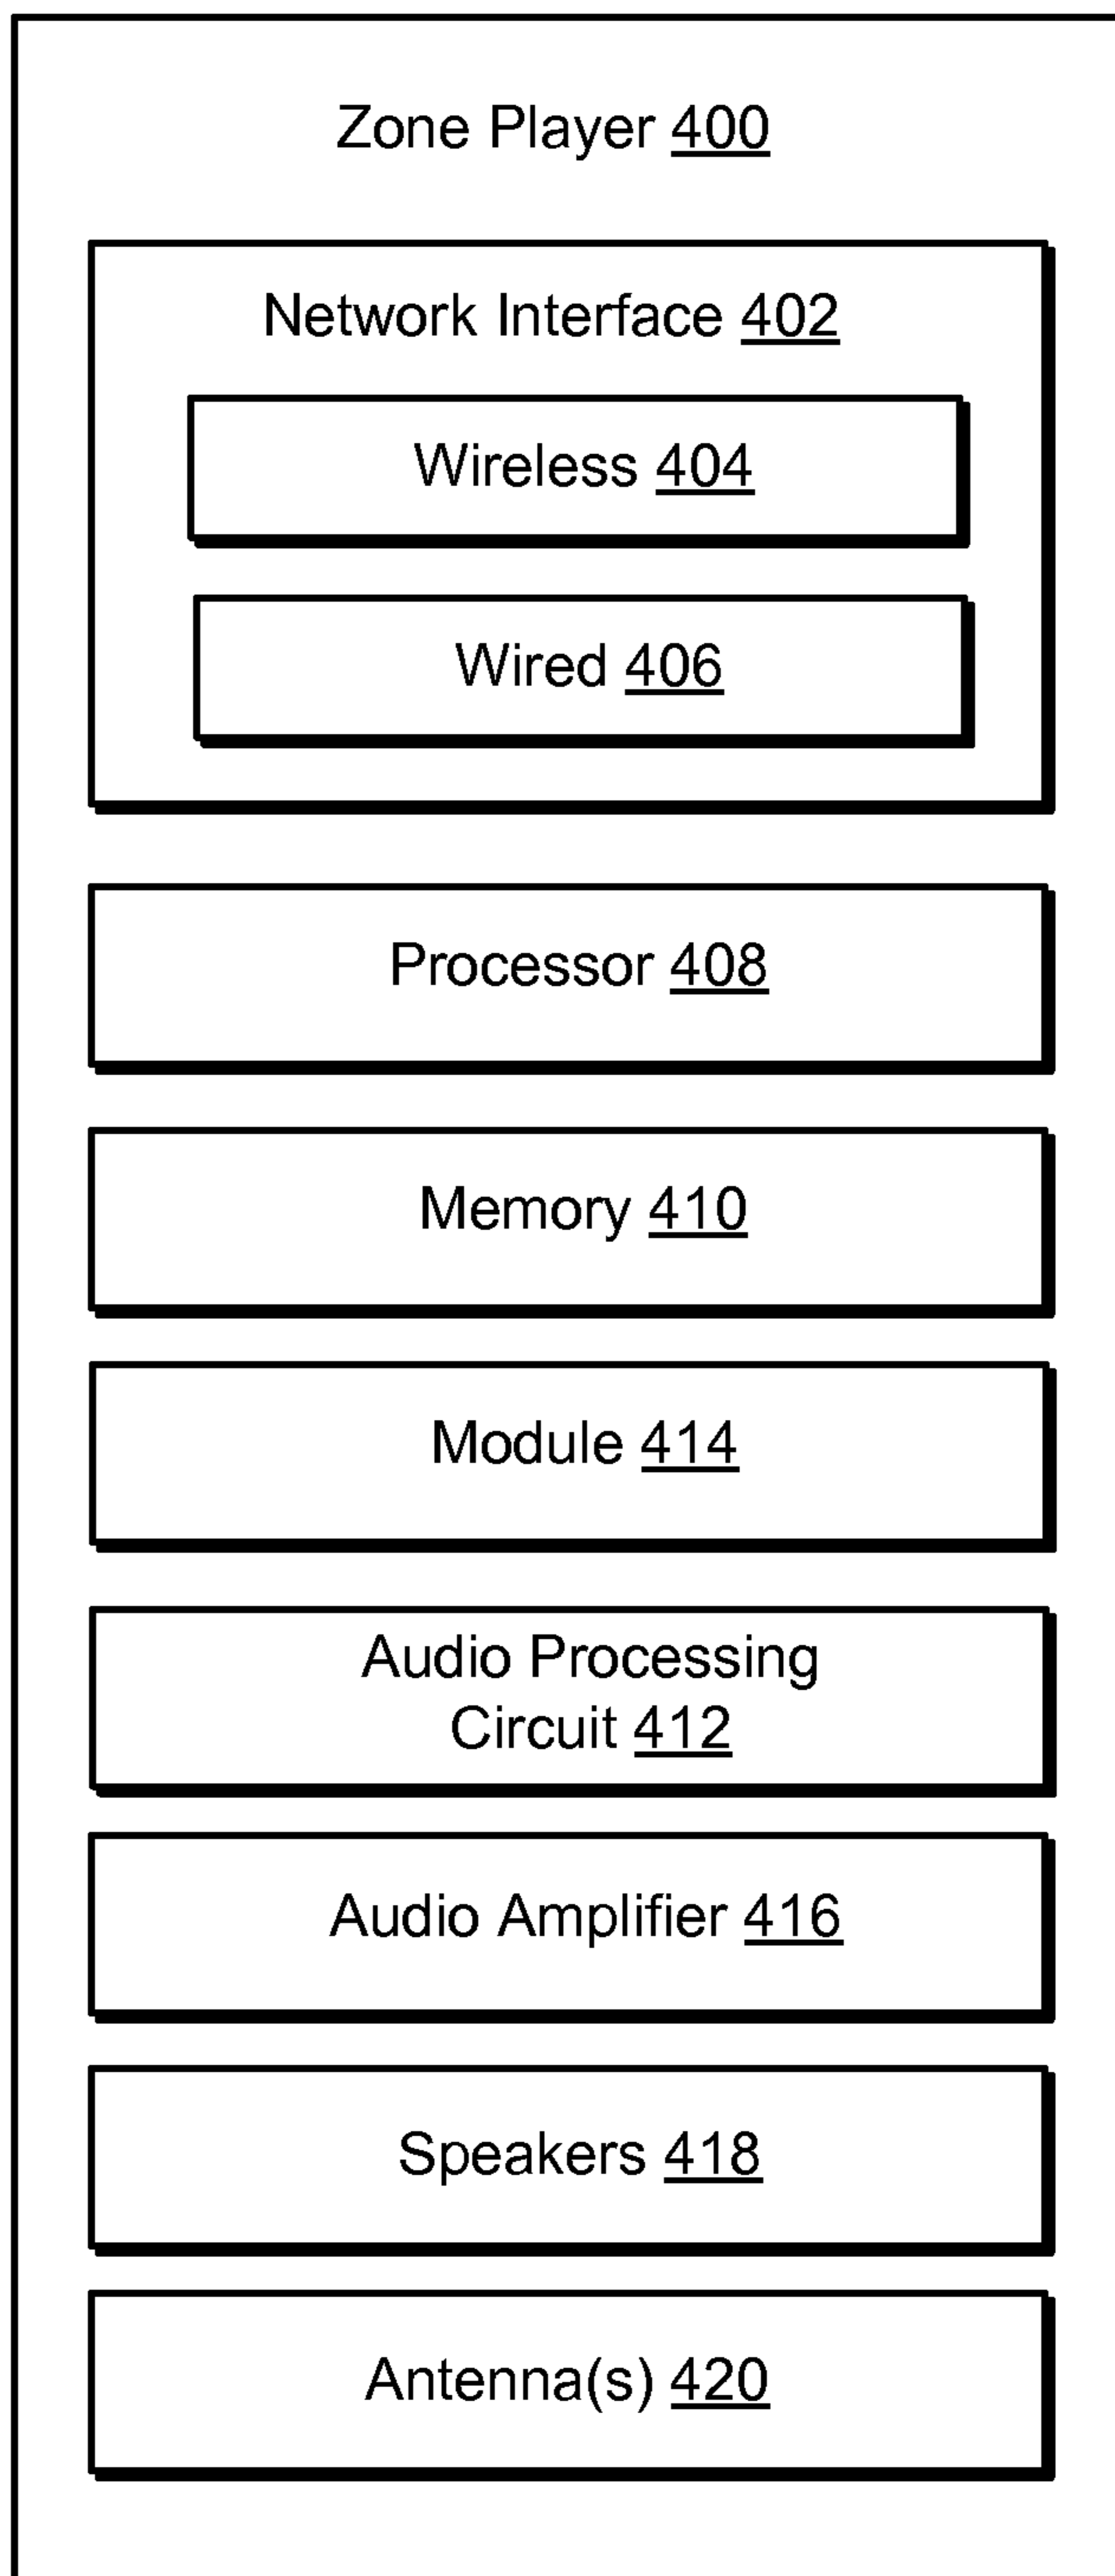 Zone Player 400
Network Interface 402
Wireless 404
Wired 406
Processor 408
Memory 410
Module 414
Audio Processing
Circuit 412
Audio Amplifier 416
Speakers 418
Antenna(s) 420